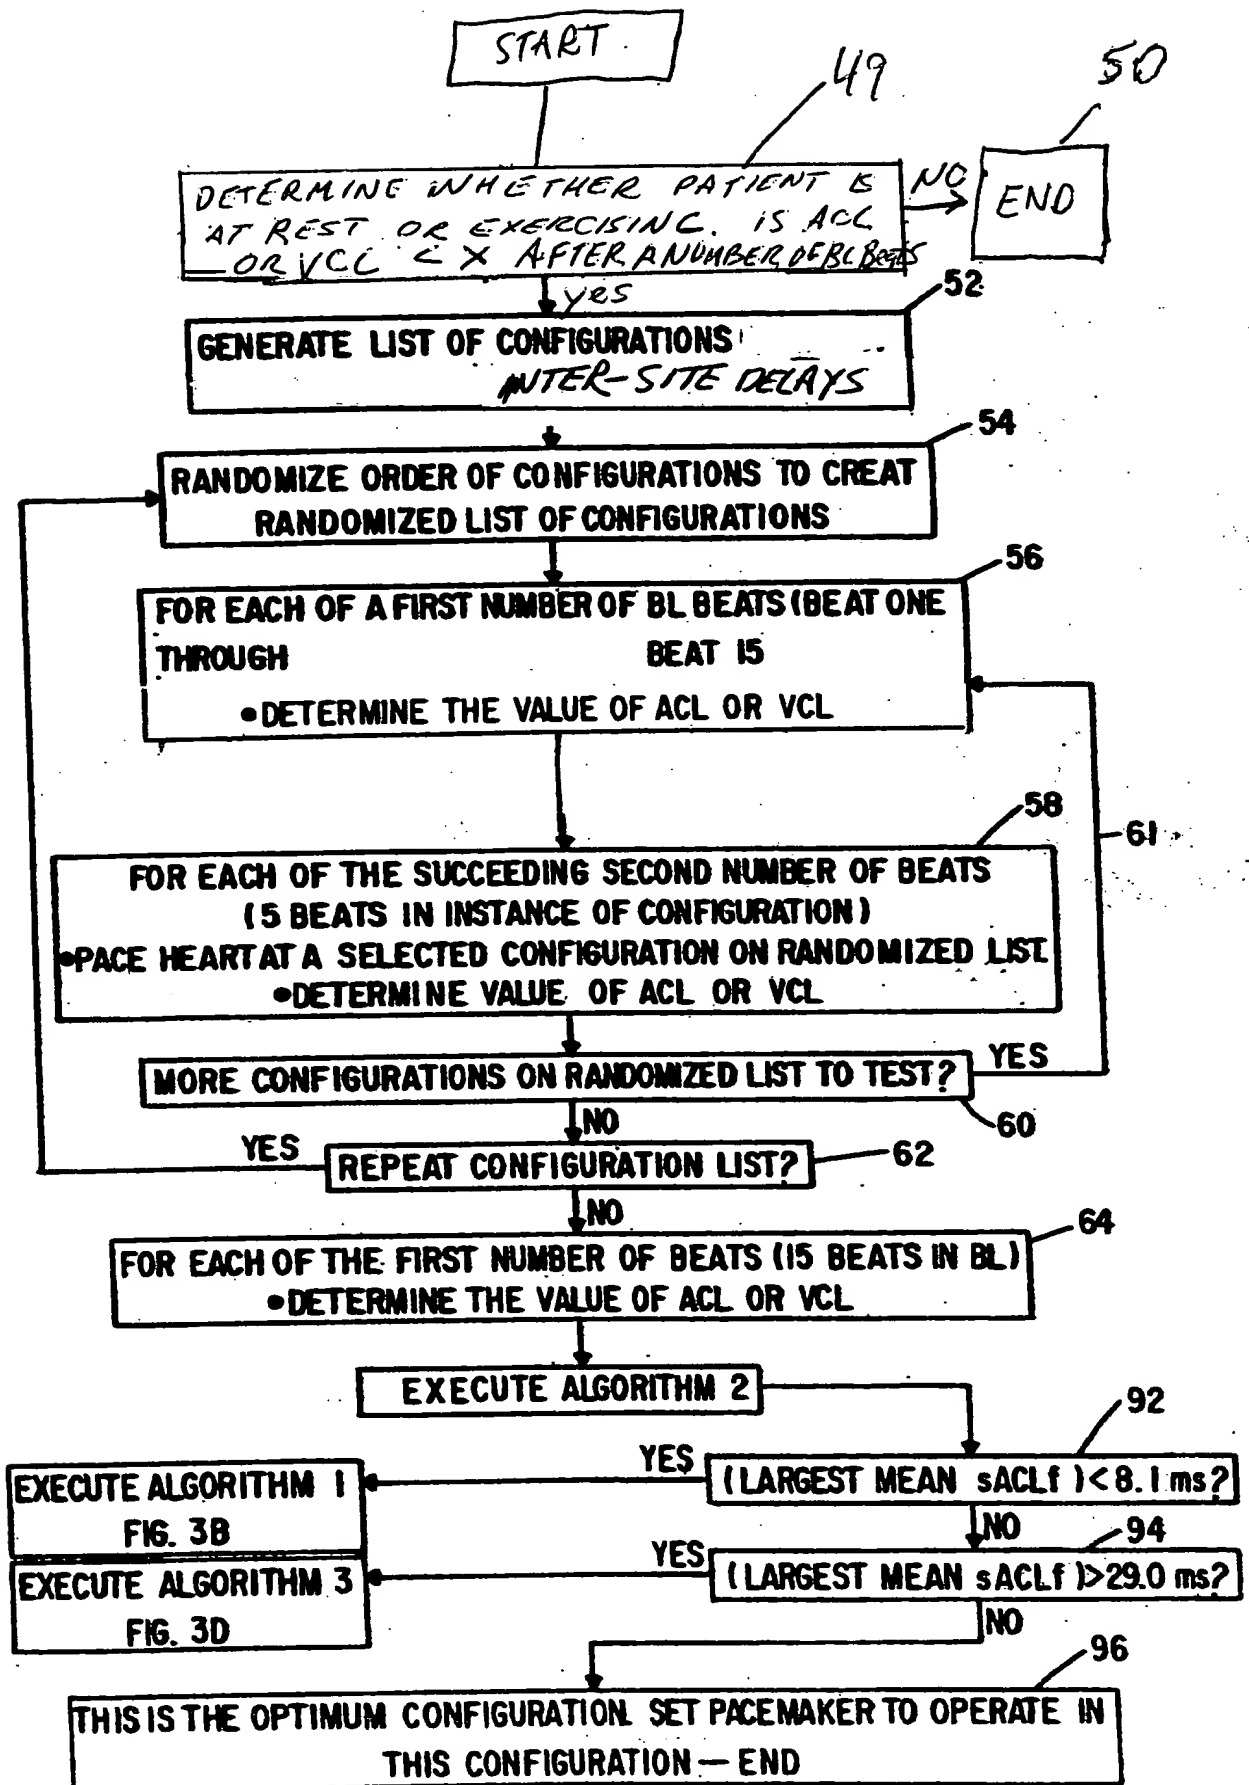 START
49
50
DETERMINE WHETHER PATIENT IS
AT REST OR EXERCISING. IS ACL
OR VCL < X AFTER A NUMBER OF BL BEATS
NO
END
yes
52
GENERATE LIST OF CONFIGURATIONS
INTER-SITE DELAYS
54
RANDOMIZE ORDER OF CONFIGURATIONS TO CREAT
RANDOMIZED LIST OF CONFIGURATIONS
56
FOR EACH OF A FIRST NUMBER OF BL BEATS (BEAT ONE
THROUGH BEAT 15
•DETERMINE THE VALUE OF ACL OR VCL
58
61
FOR EACH OF THE SUCCEEDING SECOND NUMBER OF BEATS
(5 BEATS IN INSTANCE OF CONFIGURATION)
•PACE HEART AT A SELECTED CONFIGURATION ON RANDOMIZED LIST
•DETERMINE VALUE OF ACL OR VCL
MORE CONFIGURATIONS ON RANDOMIZED LIST TO TEST?
YES
60
NO
YES
REPEAT CONFIGURATION LIST?
62
NO
64
FOR EACH OF THE FIRST NUMBER OF BEATS (15 BEATS IN BL)
•DETERMINE THE VALUE OF ACL OR VCL
EXECUTE ALGORITHM 2
92
(LARGEST MEAN sACLf)<8.1 ms?
YES
EXECUTE ALGORITHM 1
FIG. 3B
NO
94
(LARGEST MEAN sACLf)>29.0 ms?
YES
EXECUTE ALGORITHM 3
FIG. 3D
NO
96
THIS IS THE OPTIMUM CONFIGURATION. SET PACEMAKER TO OPERATE IN
THIS CONFIGURATION — END